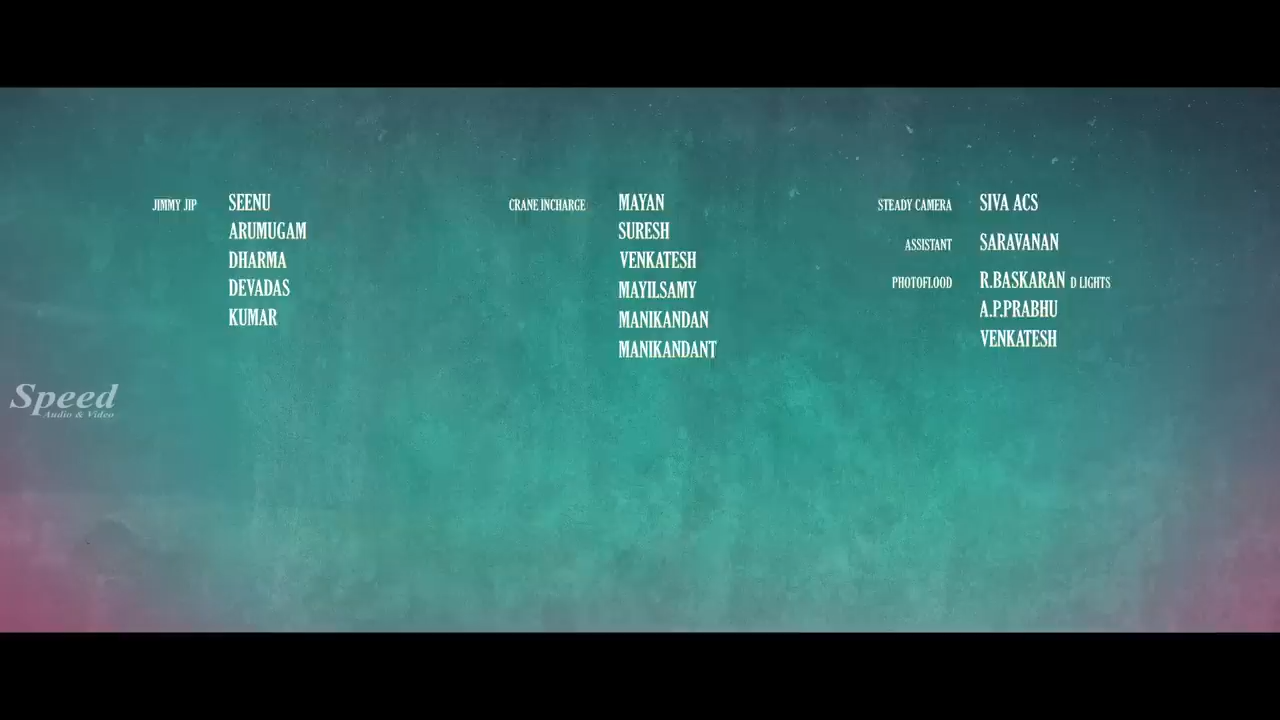 JIMMY JIP SEENU
ARUMUGAM
DHARMA
DEVADAS
KUMAR
CRANE INCHARGE MAYAN
SURESH
VENKATESH
MAYILSAMY
MANIKANDAN
MANIKANDANT
STEADY CAMERA SIVA ACS
ASSISTANT SARAVANAN
PHOTOFLOOD R.BASKARAN D LIGHTS
A.P.PRABHU
VENKATESH
Speed
Audio & Video